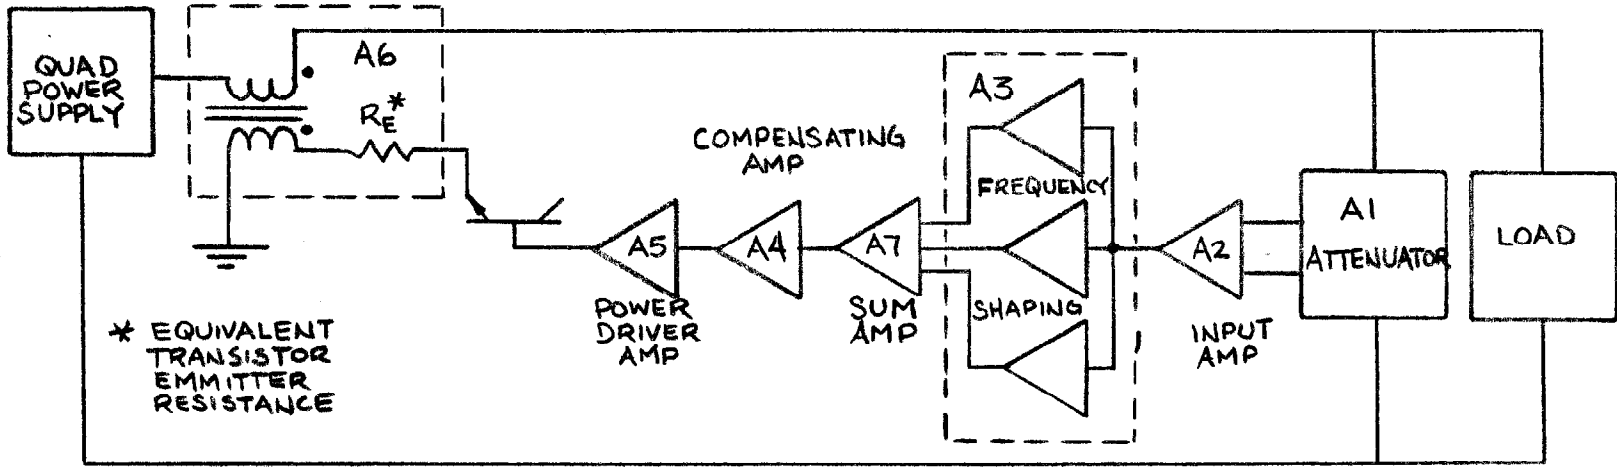 QUAD
POWER
SUPPLY
A6
RE*
A3
COMPENSATING
AMP
FREQUENCY
A5
A4
A7
A2
A1
ATTENUATOR
LOAD
POWER
DRIVER
AMP
SUM
AMP
SHAPING
INPUT
AMP
* EQUIVALENT
TRANSISTOR
EMMITTER
RESISTANCE